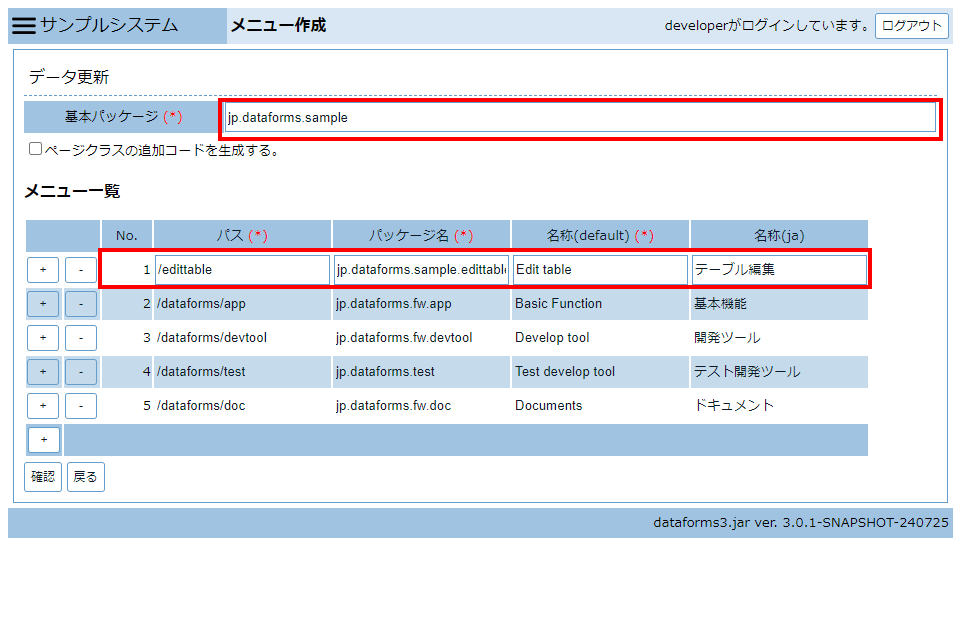 サンプルシステム メニュー作成 developerがログインしています。 ログアウト
データ更新
基本パッケージ (*) jp.dataforms.sample
ページクラスの追加コードを生成する。
メニュー一覧
No. パス (*) パッケージ名 (*) 名称(default) (*) 名称(ja)
+ - 1 /edittable jp.dataforms.sample.edittabl Edit table テーブル編集
+ - 2 /dataforms/app jp.dataforms.fw.app Basic Function 基本機能
+ - 3 /dataforms/devtool jp.dataforms.fw.devtool Develop tool 開発ツール
+ - 4 /dataforms/test jp.dataforms.test Test develop tool テスト開発ツール
+ - 5 /dataforms/doc jp.dataforms.fw.doc Documents ドキュメント
+
確認 戻る
dataforms3.jar ver. 3.0.1-SNAPSHOT-240725